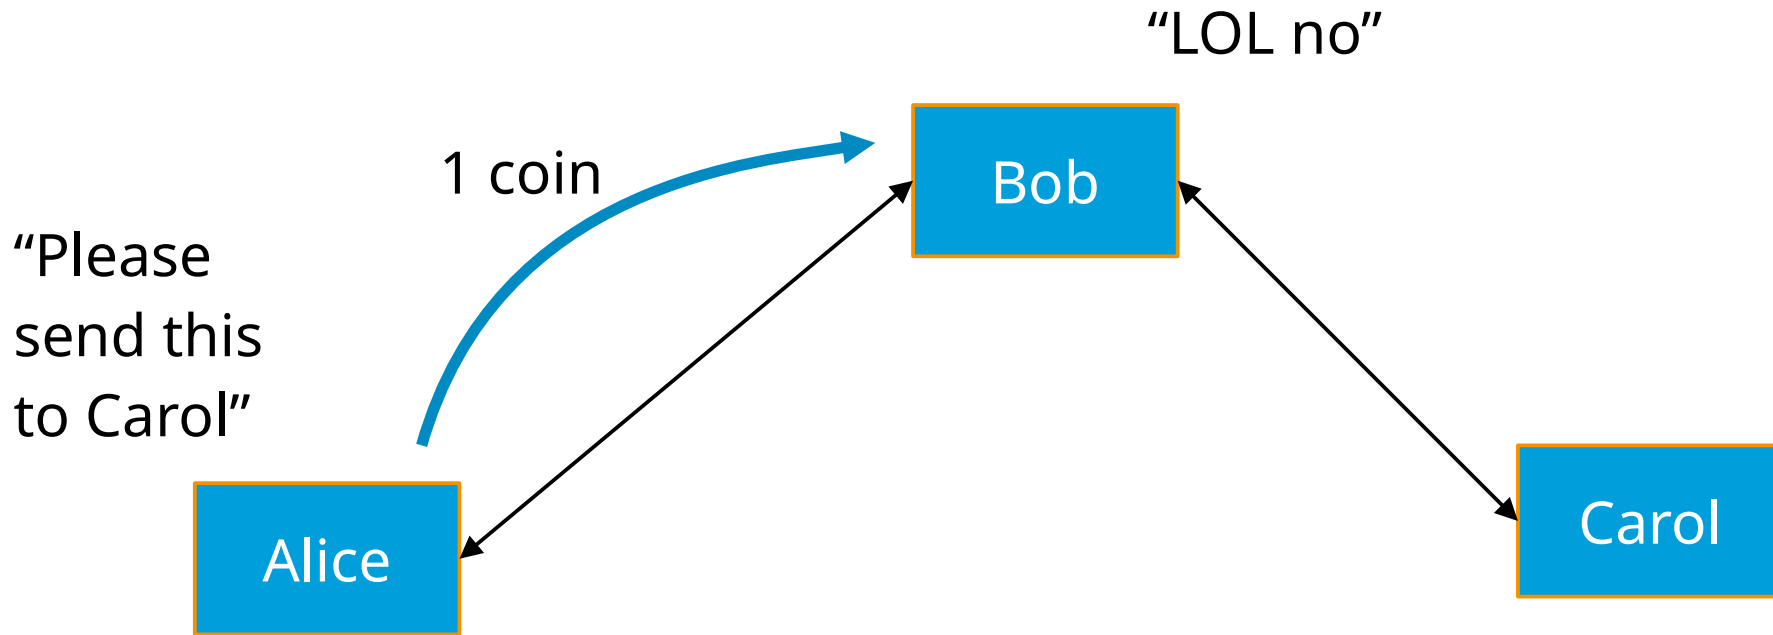 “LOL no”
1 coin
Bob
“Please
send this
to Carol”
Alice
Carol